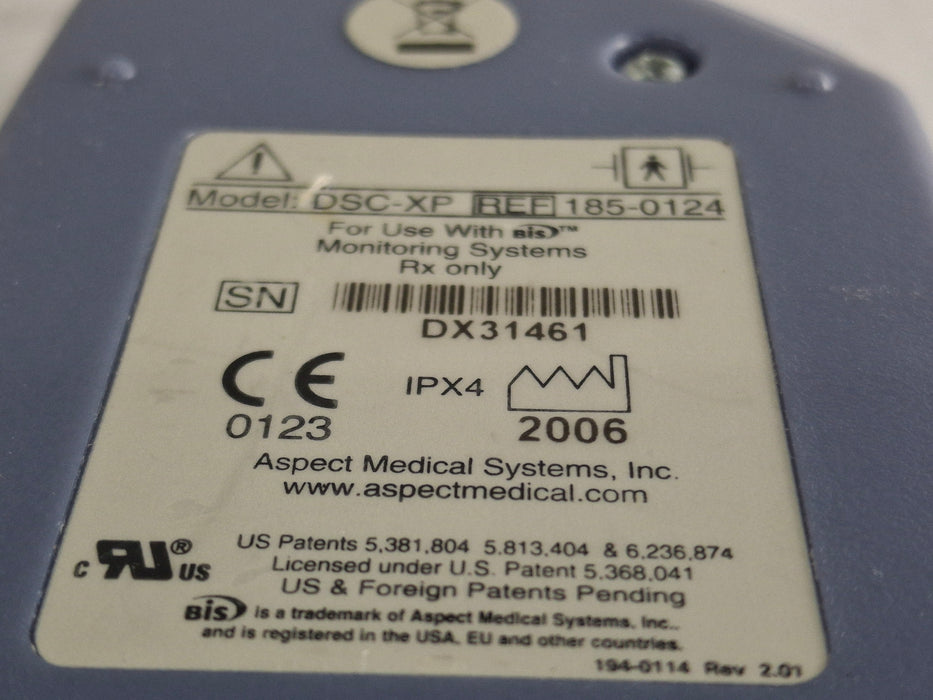 Model: DSC-XP REF 185-0124
For Use With BIS™
Monitoring Systems
Rx only
SN
DX31461
CE IPX4
0123 2006
Aspect Medical Systems, Inc.
www.aspectmedical.com
US Patents 5,381,804 5,813,404 & 6,236,874
Licensed under U.S. Patent 5,368,041
c RU® US
US & Foreign Patents Pending
BIS is a trademark of Aspect Medical Systems, Inc.,
and is registered in the USA, EU and other countries.
194-0114 Rev 2.01